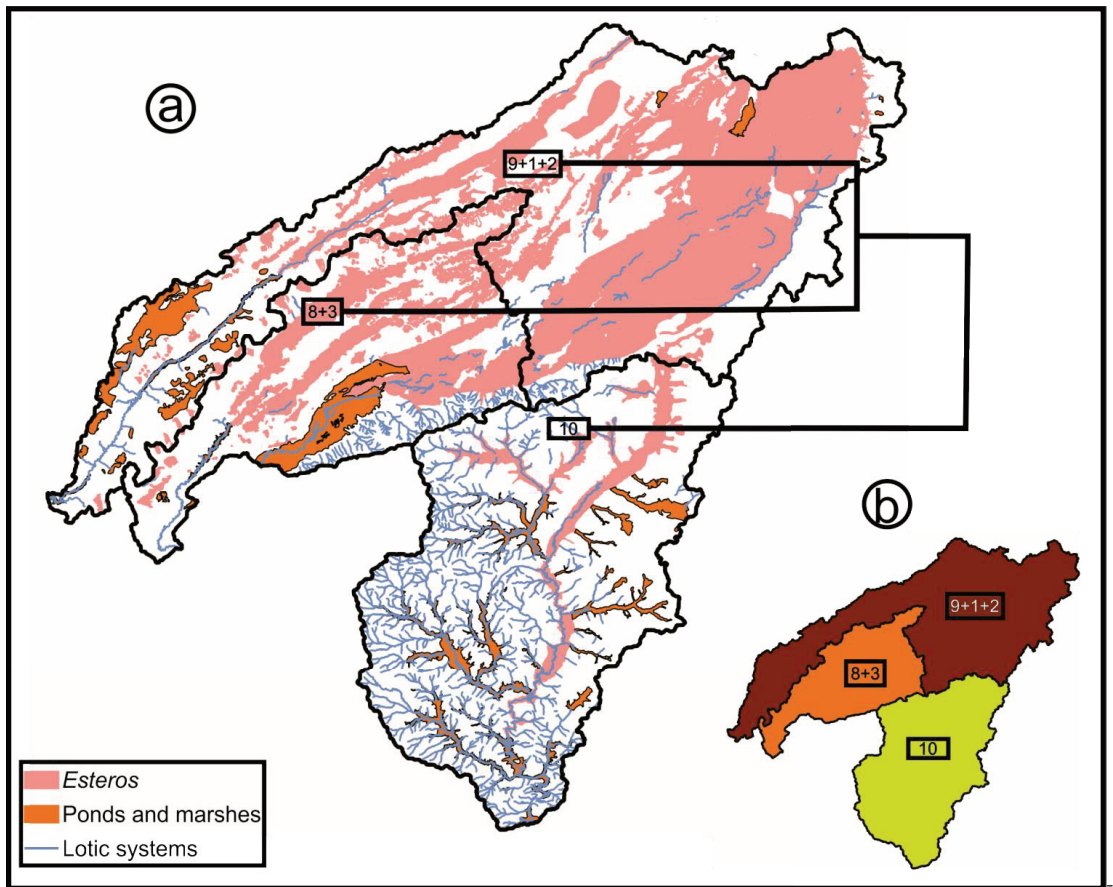 a
9+1+2
8+3
10
b
9+1+2
8+3
10
Esteros
Ponds and marshes
Lotic systems